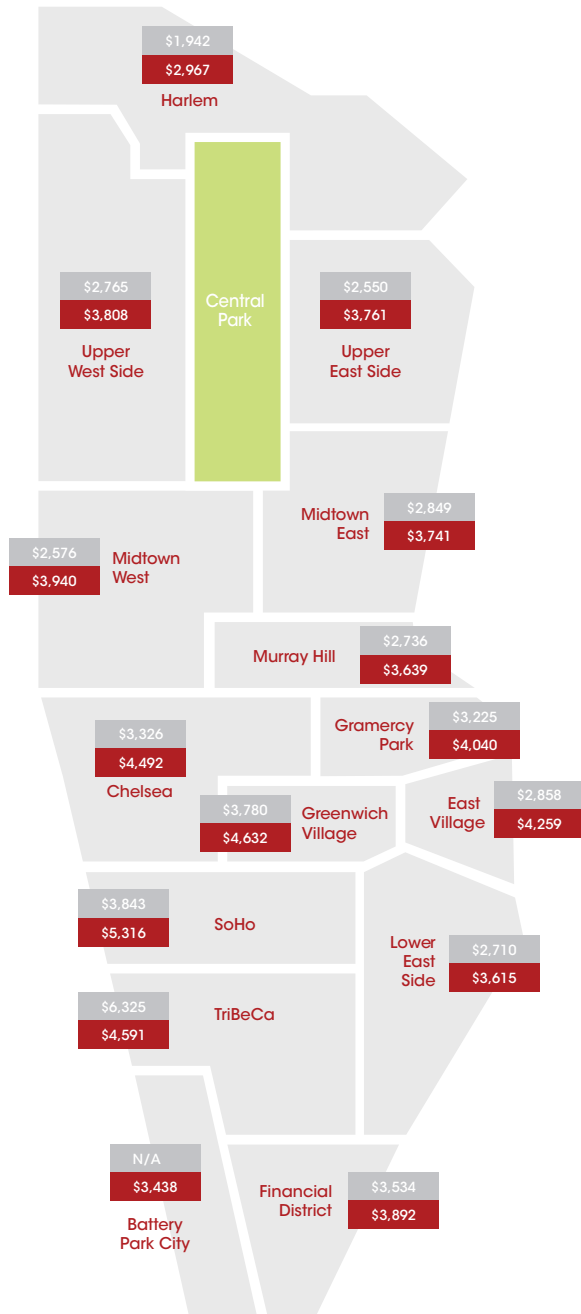 $1,942
$2,967
Harlem
$2,765
$3,808
Upper
West Side
Central
Park
$2,550
$3,761
Upper
East Side
Midtown
East
$2,849
$3,741
$2,576
$3,940
Midtown
West
Murray Hill
$2,736
$3,639
$3,326
$4,492
Chelsea
Gramercy
Park
$3,225
$4,040
$3,780
$4,632
Greenwich
Village
East
Village
$2,858
$4,259
$3,843
$5,316
SoHo
Lower
East
Side
$2,710
$3,615
$6,325
$4,591
TriBeCa
N/A
$3,438
Battery
Park City
Financial
District
$3,534
$3,892